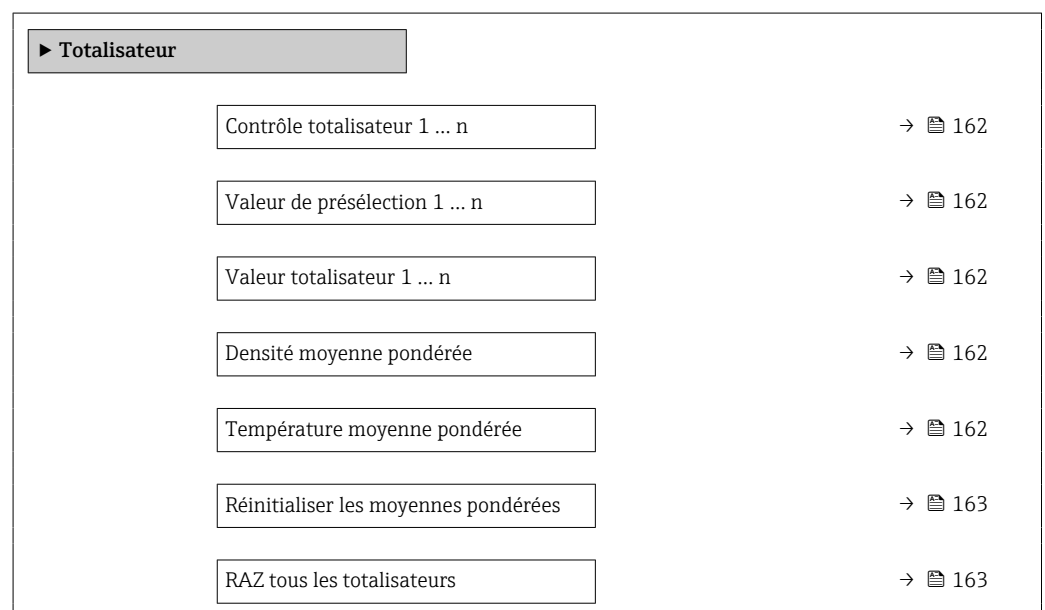 ▶ Totalisateur
Contrôle totalisateur 1 … n → 162
Valeur de présélection 1 … n → 162
Valeur totalisateur 1 … n → 162
Densité moyenne pondérée → 162
Température moyenne pondérée → 162
Réinitialiser les moyennes pondérées → 163
RAZ tous les totalisateurs → 163